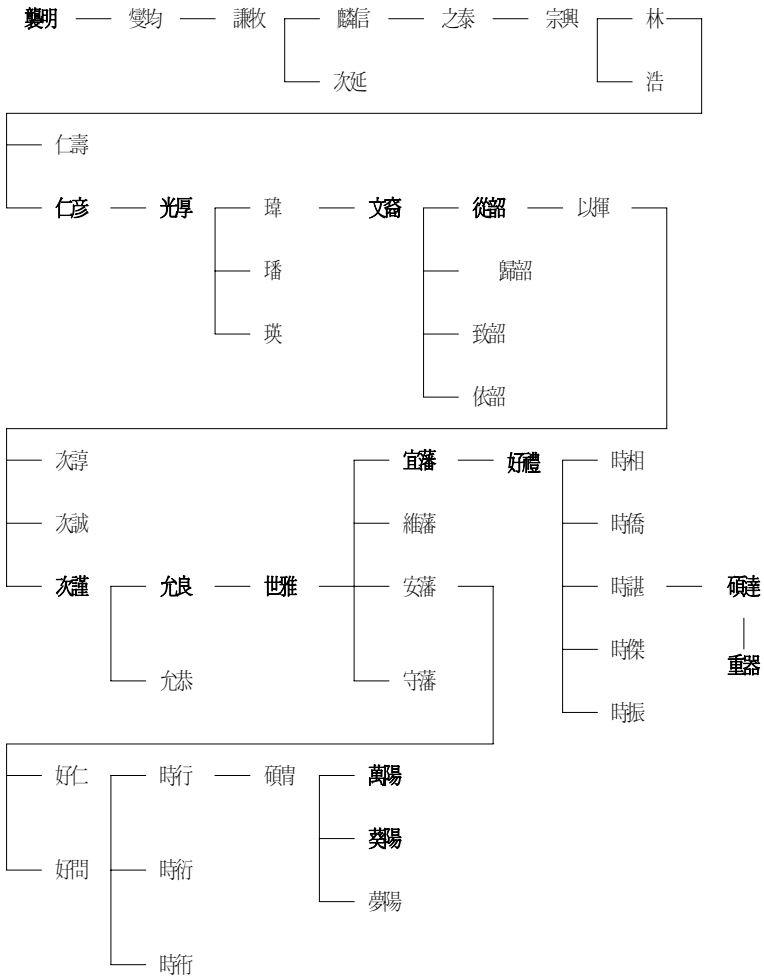 襲明 燮均 謙牧 麟信 之泰 宗興 林
次延 浩
仁壽
仁彦 光厚 瑋 文裔 從韶 以揮
璠 歸韶
瑛 致韶
依韶
次諄 宜藩 好禮 時相
次誠 維藩 時僑
次謹 允良 世雅 安藩 時諶 碩達
時傑 重器
允恭 守藩
時振
好仁 時行 碩胄 萬陽
葵陽
好問 時衍
夢陽
時衎